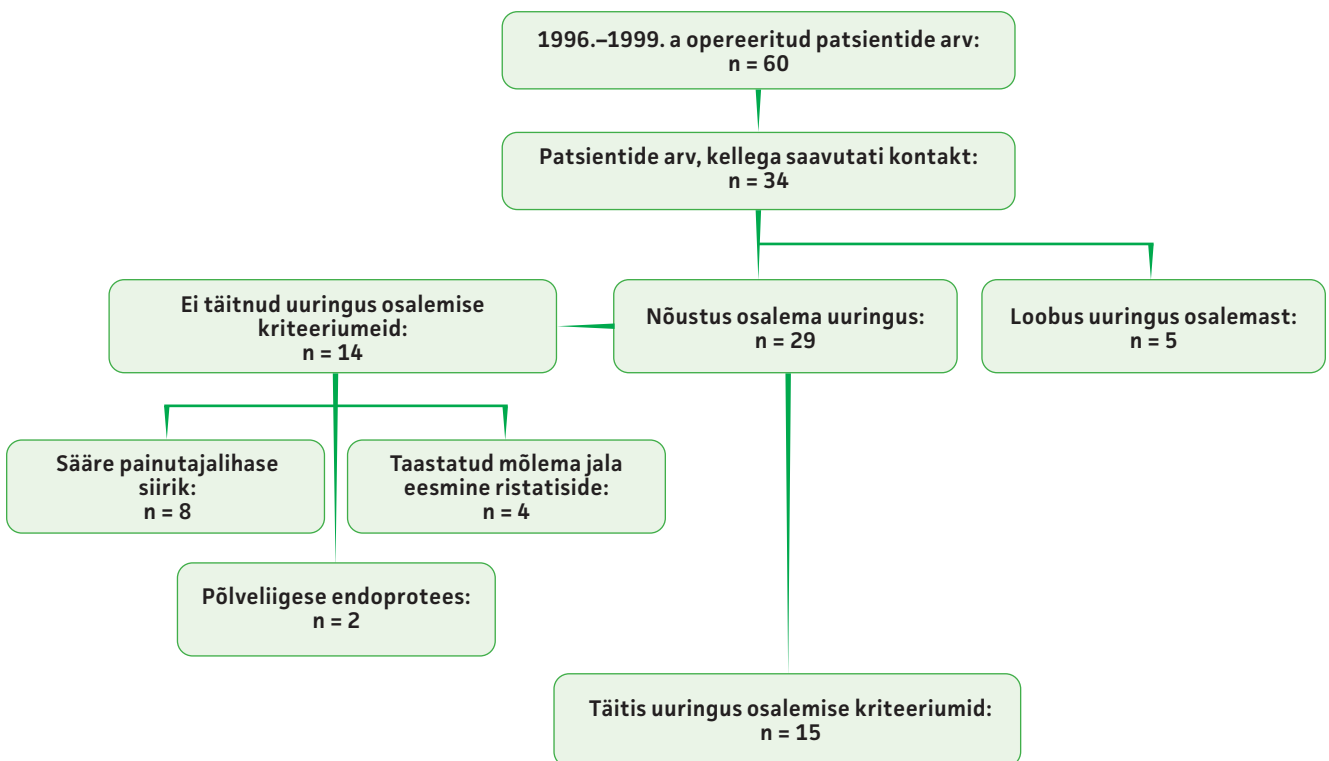 1996.–1999. a opereeritud patsientide arv:
n = 60
Patsientide arv, kellega saavutati kontakt:
n = 34
Ei täitnud uuringus osalemise
kriteeriumeid:
n = 14
Nõustus osalema uuringus:
n = 29
Loobus uuringus osalemast:
n = 5
Sääre painutajalihase
siirik:
n = 8
Taastatud mõlema jala
eesmine ristatiside:
n = 4
Põlveliigese endoprotees:
n = 2
Täitis uuringus osalemise kriteeriumid:
n = 15